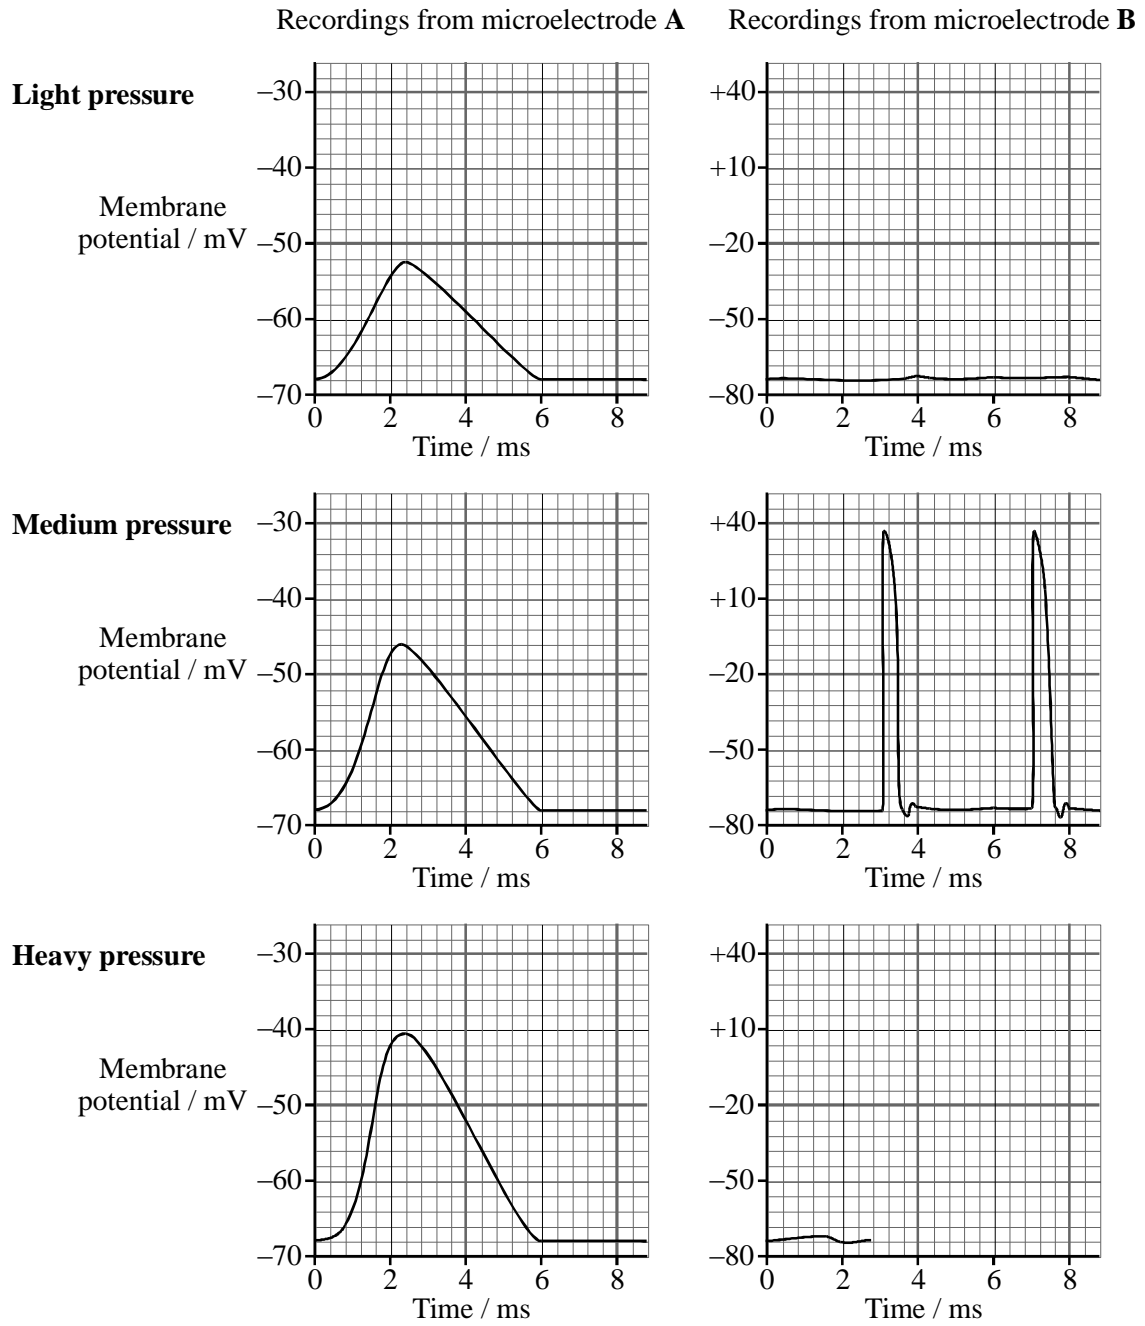 Recordings from microelectrode A Recordings from microelectrode B
Light pressure
–30
–40
Membrane
potential / mV
–50
–60
–70
0 2 4 6 8
Time / ms
+40
+10
–20
–50
–80
0 2 4 6 8
Time / ms
Medium pressure
–30
–40
Membrane
potential / mV
–50
–60
–70
0 2 4 6 8
Time / ms
+40
+10
–20
–50
–80
0 2 4 6 8
Time / ms
Heavy pressure
–30
–40
Membrane
potential / mV
–50
–60
–70
0 2 4 6 8
Time / ms
+40
+10
–20
–50
–80
0 2 4 6 8
Time / ms